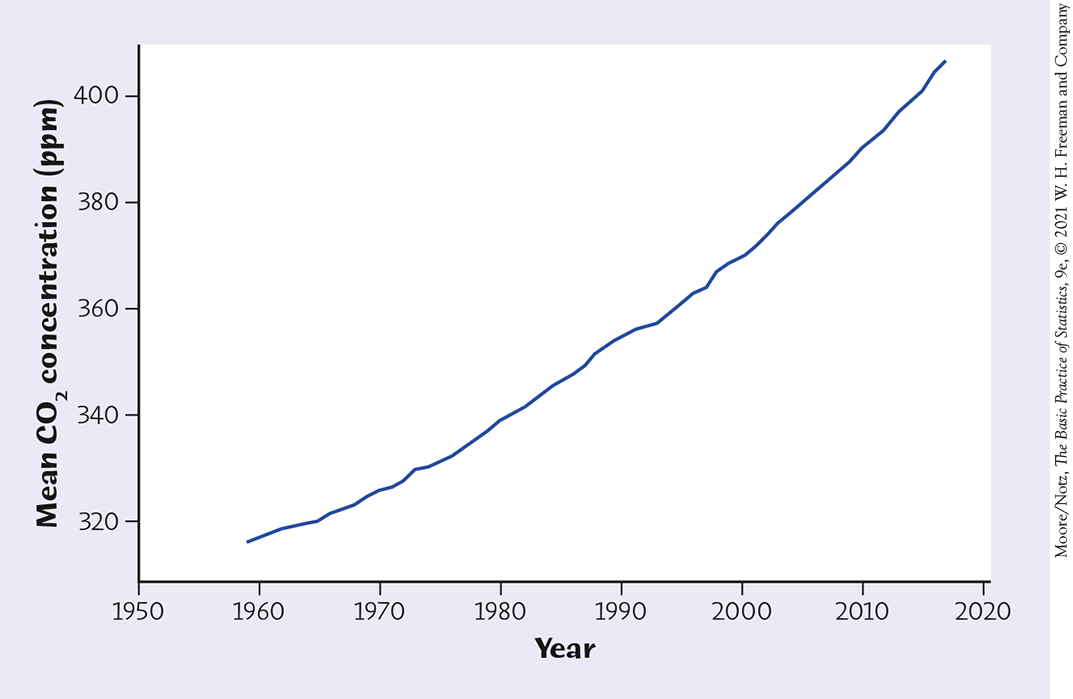 400
380
360
340
320
Mean CO₂ concentration (ppm)
1950 1960 1970 1980 1990 2000 2010 2020
Year
Moore/Notz, The Basic Practice of Statistics, 9e, © 2021 W. H. Freeman and Company